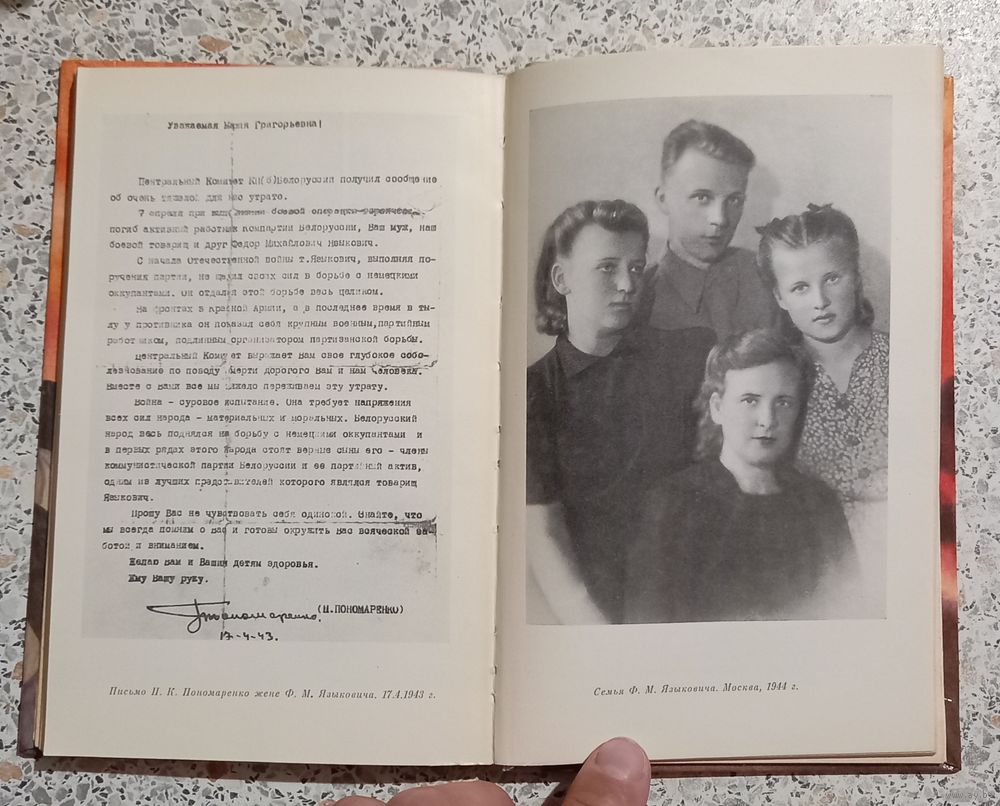 Уважаемая Мария Григорьевна!
Центральный Комитет КП(б)Белоруссии получил сообщение
об очень тяжелой для нас утрате.
7 апреля при выполнении боевой операции героически
погиб активный работник Компартии Белоруссии, Ваш муж, наш
боевой товарищ и друг Федор Михайлович Языкович.
С начала Отечественной войны т.Языкович, выполняя по-
ручения партии, не щадил своих сил в борьбе с немецкими
оккупантами. Он отдался этой борьбе весь целиком.
На фронтах в Красной Армии, а в последнее время в ты-
лу у противника он показал себя крупным военным,партийным
работником, подлинным организатором партизанской борьбы.
Центральный Комитет выражает Вам свое глубокое собо-
лезнование по поводу смерти дорогого Вам и нам человека.
Вместе с Вами все мы тяжело переживаем эту утрату.
Война - суровое испытание. Она требует напряжения
всех сил народа - материальных и моральных. Белорусский
народ весь поднялся на борьбу с немецкими оккупантами и
в первых рядах этого народа стоят верные сыны его - члены
коммунистической партии Белоруссии и ее партийный актив,
одним из лучших представителей которого являлся товарищ
Языкович.
Прошу Вас не чувствовать себя одинокой. Знайте, что
мы всегда помним о Вас и готовы окружить Вас всяческой за-
ботой и вниманием.
Желаю Вам и Вашим детям здоровья.
Жму Вашу руку.
Пономаренко. (П.ПОНОМАРЕНКО)
17-4-43.
Письмо П. К. Пономаренко жене Ф. М. Языковича. 17.4.1943 г.
Семья Ф. М. Языковича. Москва, 1944 г.